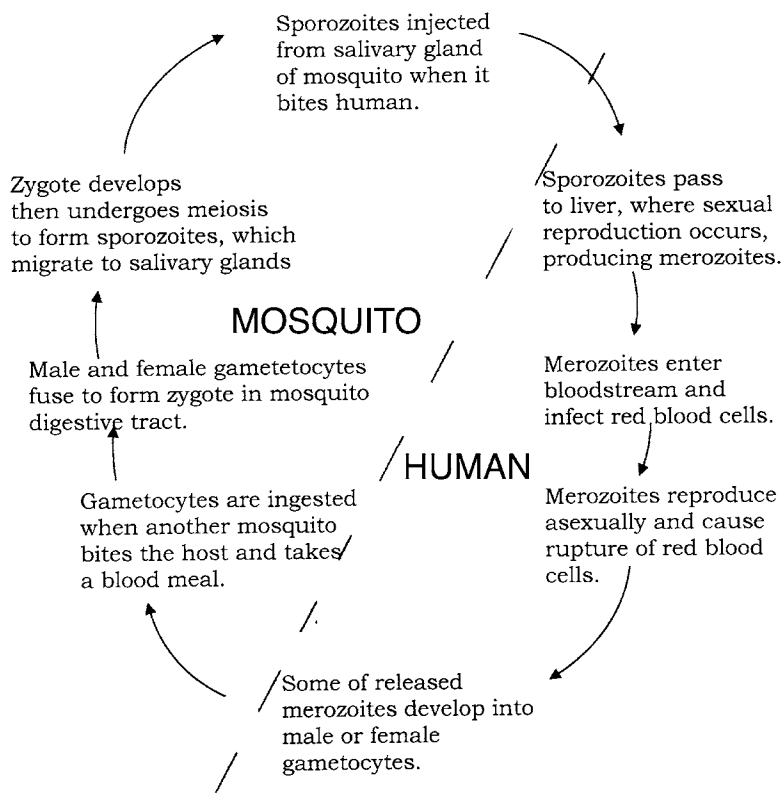 Sporozoites injected
from salivary gland
of mosquito when it
bites human.
Sporozoites pass
to liver, where sexual
reproduction occurs,
producing merozoites.
Merozoites enter
bloodstream and
infect red blood cells.
Merozoites reproduce
asexually and cause
rupture of red blood
cells.
Some of released
merozoites develop into
male or female
gametocytes.
Gametocytes are ingested
when another mosquito
bites the host and takes
a blood meal.
Male and female gametetocytes
fuse to form zygote in mosquito
digestive tract.
Zygote develops
then undergoes meiosis
to form sporozoites, which
migrate to salivary glands
MOSQUITO
HUMAN